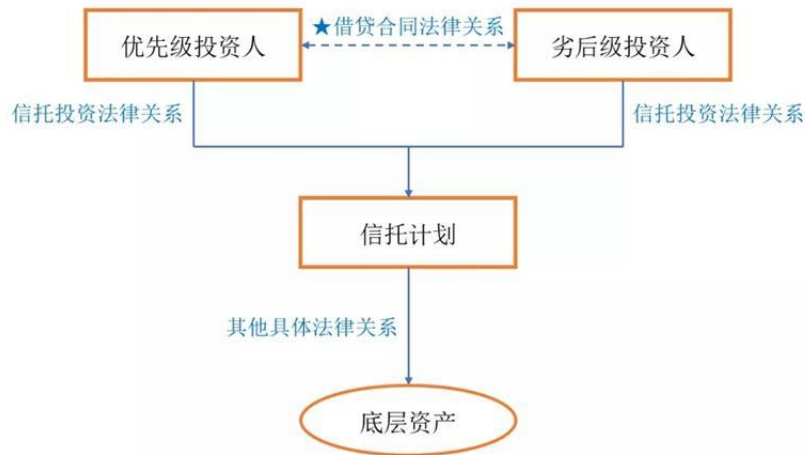 ★借贷合同法律关系
优先级投资人
劣后级投资人
信托投资法律关系
信托投资法律关系
信托计划
其他具体法律关系
底层资产